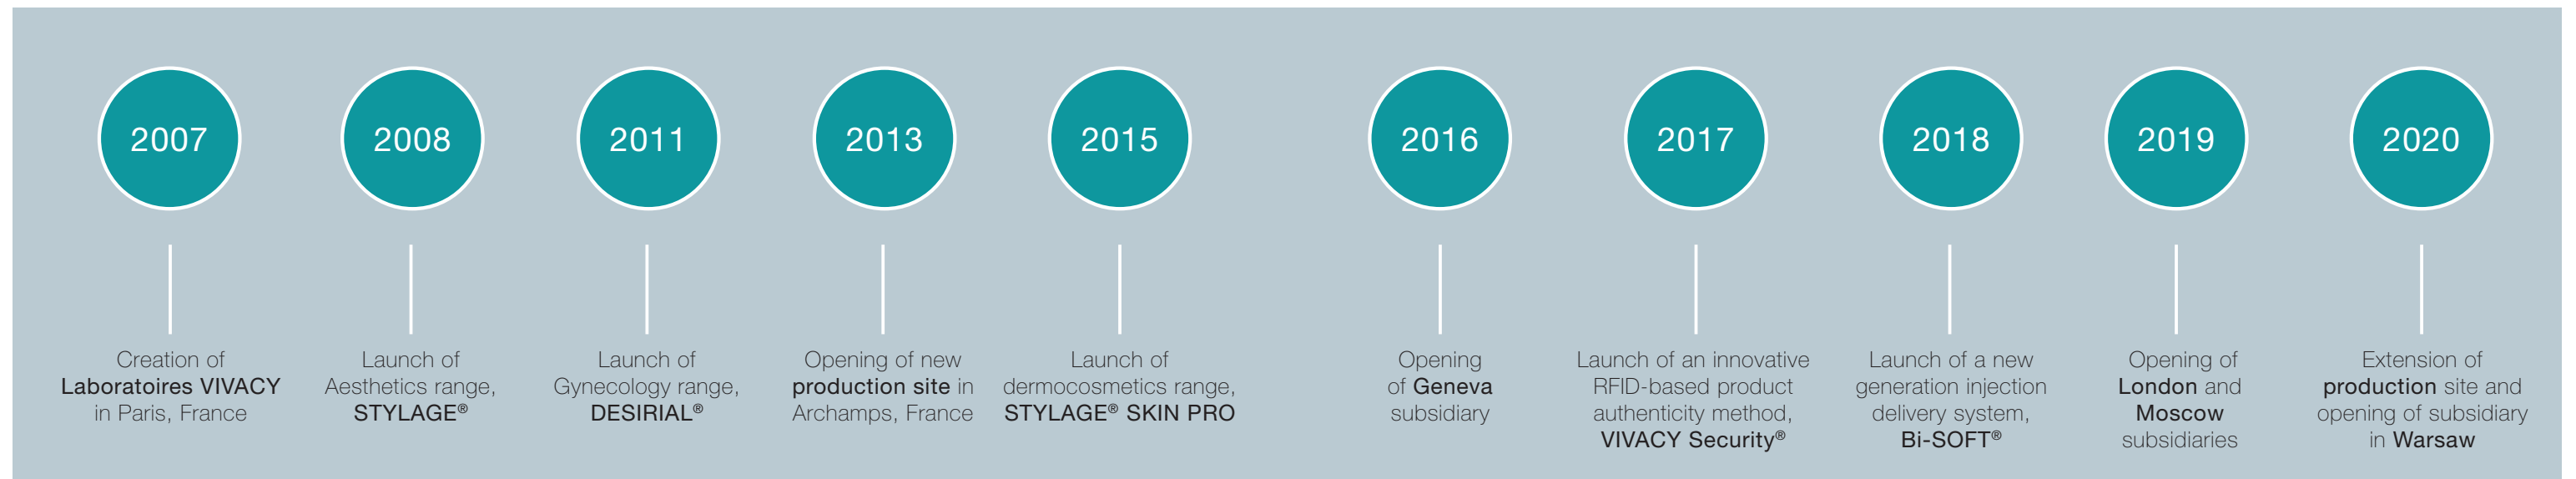 2007
Creation of
Laboratoires VIVACY
in Paris, France
2008
Launch of
Aesthetics range,
STYLAGE®
2011
Launch of
Gynecology range,
DESIRIAL®
2013
Opening of new
production site in
Archamps, France
2015
Launch of
dermocosmetics range,
STYLAGE® SKIN PRO
2016
Opening
of Geneva
subsidiary
2017
Launch of an innovative
RFID-based product
authenticity method,
VIVACY Security®
2018
Launch of a new
generation injection
delivery system,
Bi-SOFT®
2019
Opening of
London and
Moscow
subsidiaries
2020
Extension of
production site and
opening of subsidiary
in Warsaw